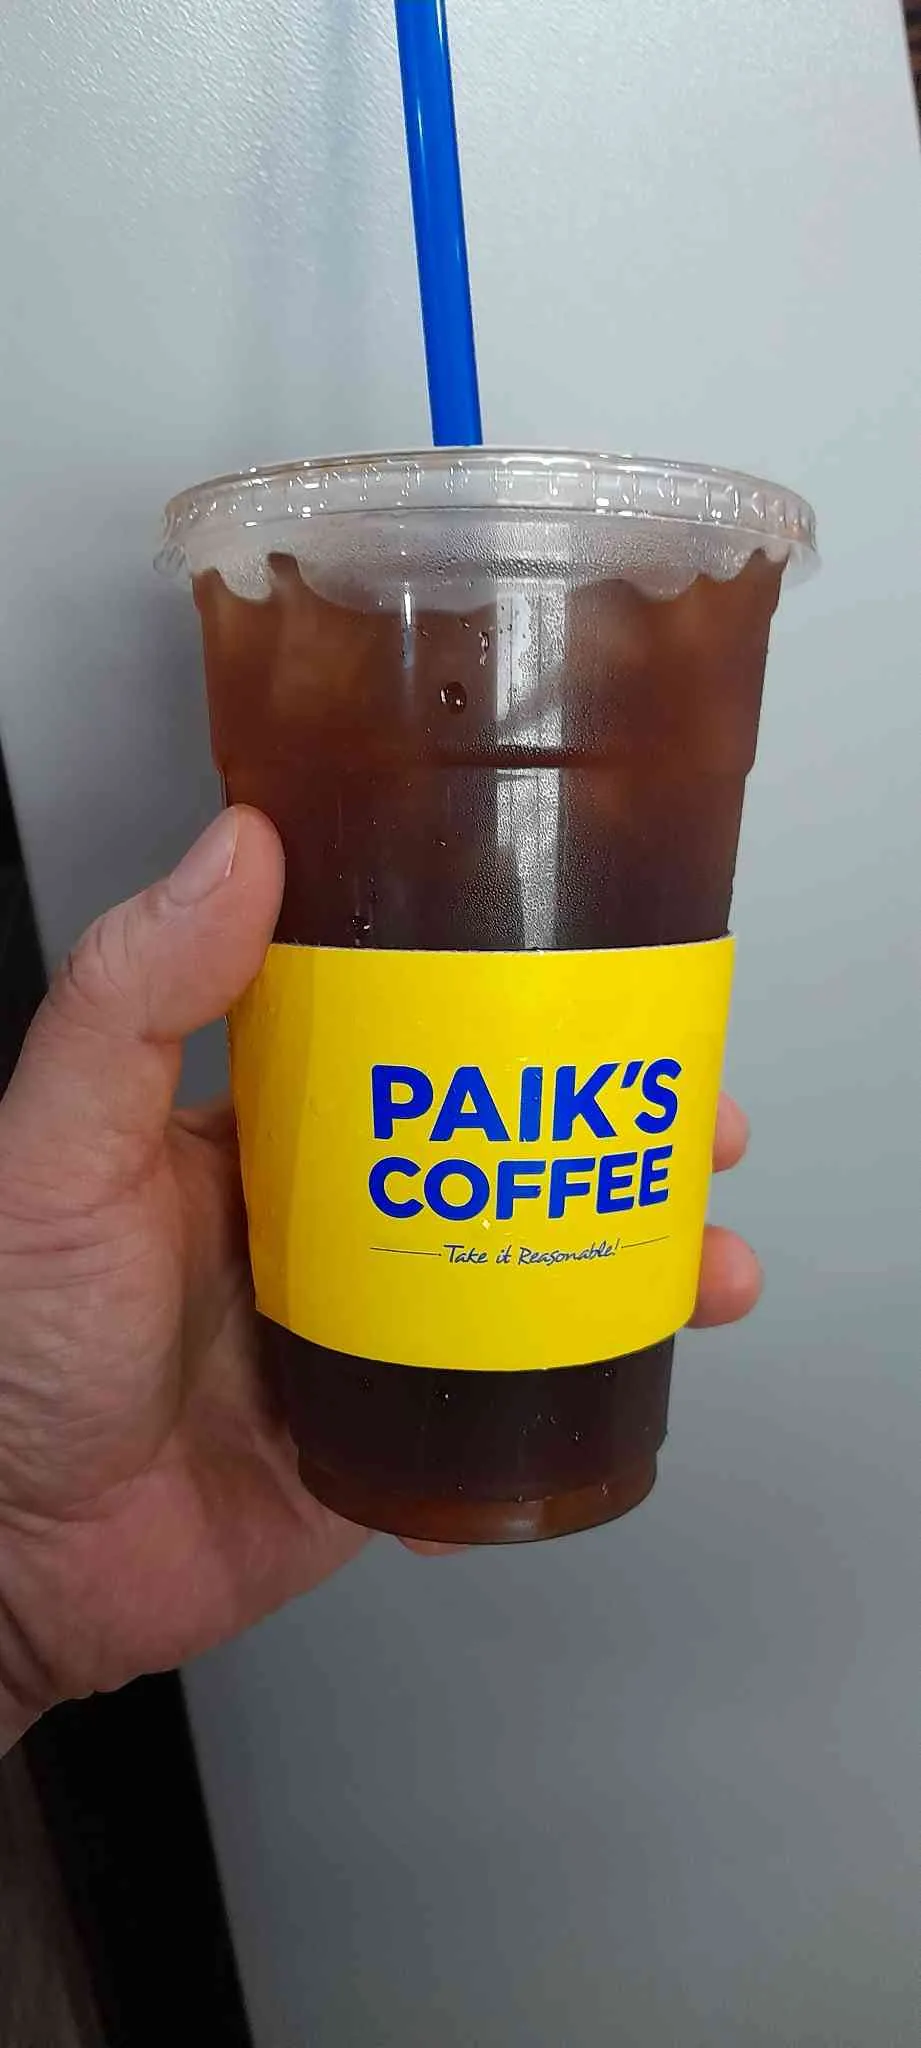 PAIK'S
COFFEE
Take it Reasonable!